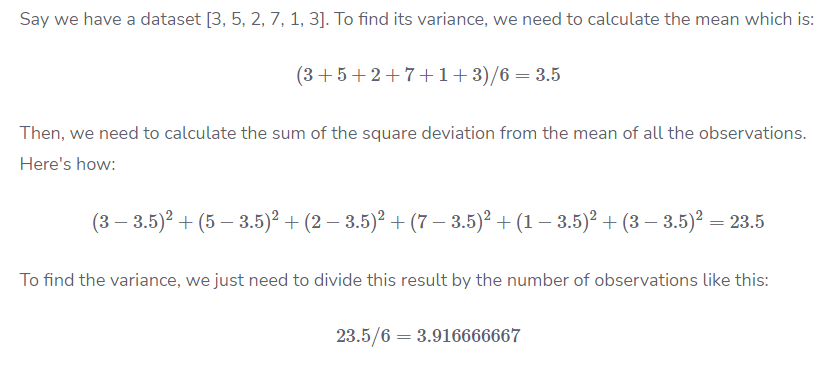 Say we have a dataset [3, 5, 2, 7, 1, 3]. To find its variance, we need to calculate the mean which is:
(3 + 5 + 2 + 7 + 1 + 3)/6 = 3.5
Then, we need to calculate the sum of the square deviation from the mean of all the observations.
Here's how:
(3 − 3.5)² + (5 − 3.5)² + (2 − 3.5)² + (7 − 3.5)² + (1 − 3.5)² + (3 − 3.5)² = 23.5
To find the variance, we just need to divide this result by the number of observations like this:
23.5/6 = 3.916666667